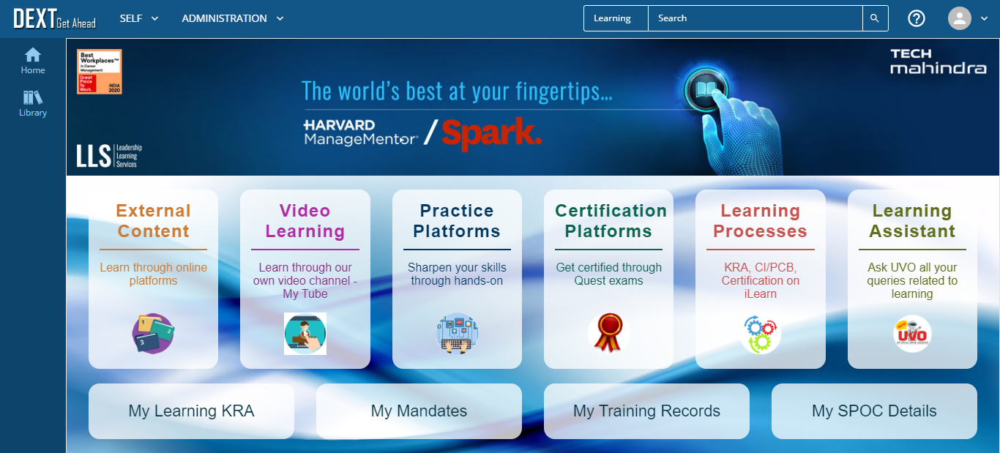 DEXT Get Ahead
SELF
ADMINISTRATION
Learning
Search
Home
Library
Best
Workplaces™
in Career
Management
Great
Place
To
Work.
INDIA
2020
LLS Leadership
Learning
Services
The world's best at your fingertips...
HARVARD
ManageMentor® / Spark.
TECH
mahindra
External
Content
Learn through online
platforms
1
2
3
Video
Learning
Learn through our
own video channel -
My Tube
Practice
Platforms
Sharpen your skills
through hands-on
Certification
Platforms
Get certified through
Quest exams
Learning
Processes
KRA, CI/PCB,
Certification on
iLearn
Learning
Assistant
Ask UVO all your
queries related to
learning
UVO
My Learning KRA
My Mandates
My Training Records
My SPOC Details